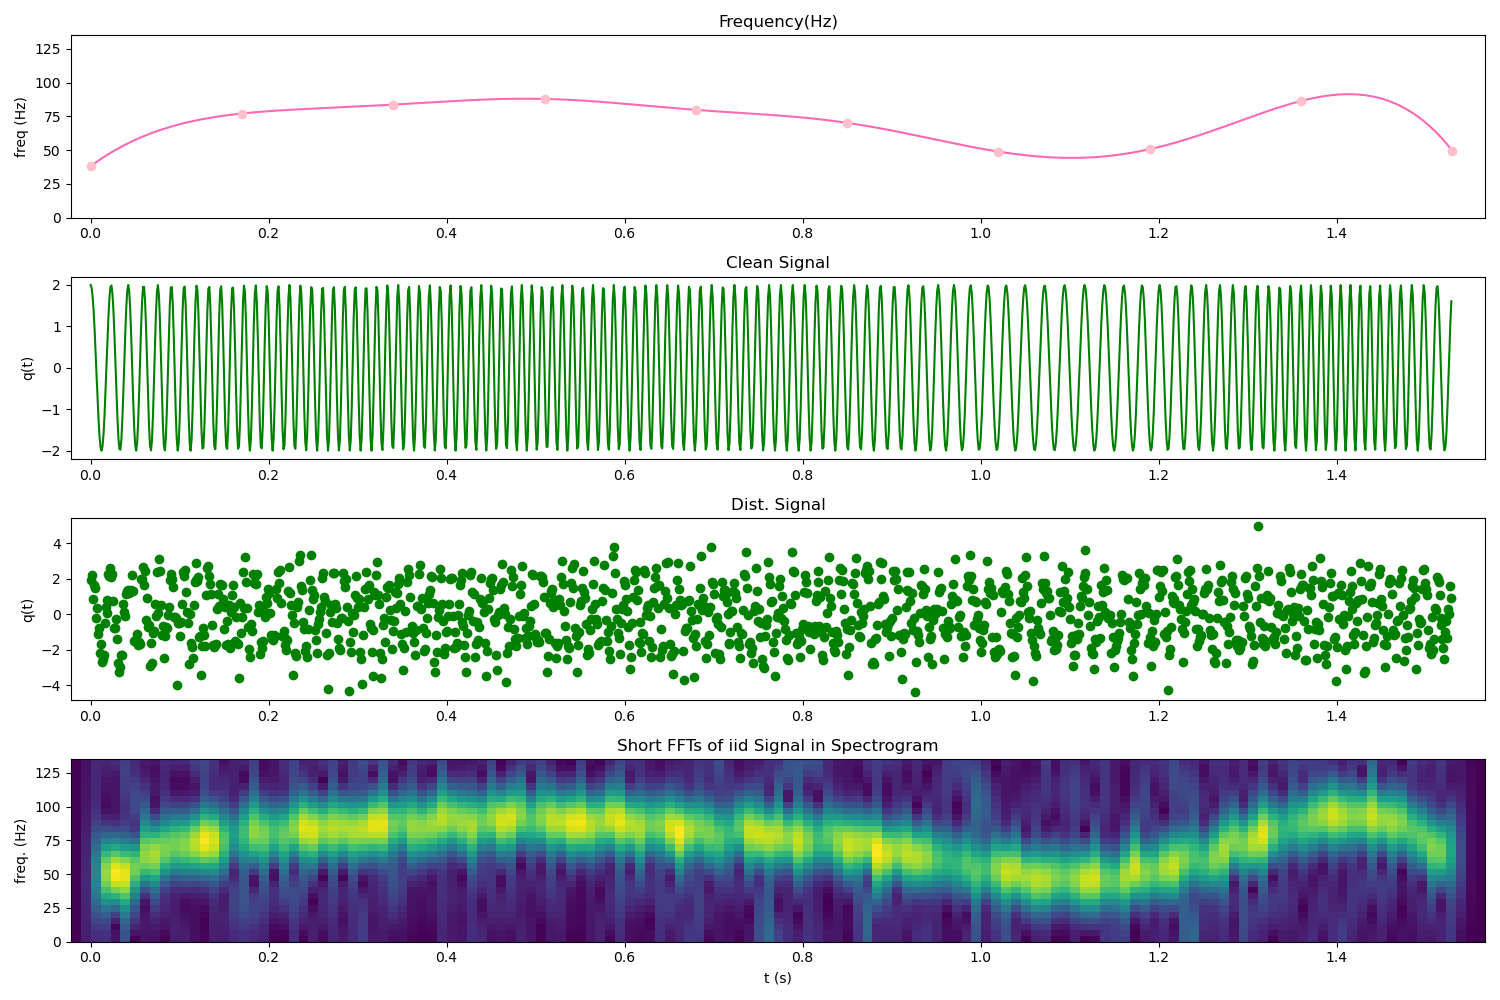 Frequency(Hz)
freq (Hz)
125
100
75
50
25
0
0.0 0.2 0.4 0.6 0.8 1.0 1.2 1.4
Clean Signal
q(t)
2
1
0
−1
−2
0.0 0.2 0.4 0.6 0.8 1.0 1.2 1.4
Dist. Signal
q(t)
4
2
0
−2
−4
0.0 0.2 0.4 0.6 0.8 1.0 1.2 1.4
Short FFTs of iid Signal in Spectrogram
freq. (Hz)
125
100
75
50
25
0
0.0 0.2 0.4 0.6 0.8 1.0 1.2 1.4
t (s)